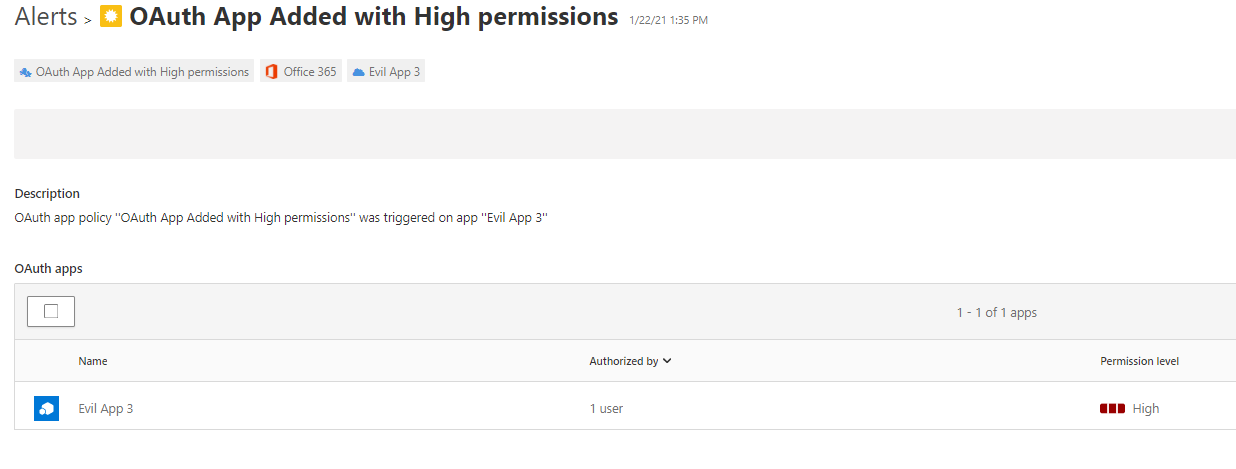 Alerts > OAuth App Added with High permissions 1/22/21 1:35 PM
OAuth App Added with High permissions Office 365 Evil App 3
Description
OAuth app policy "OAuth App Added with High permissions" was triggered on app "Evil App 3"
OAuth apps
1 - 1 of 1 apps
Name Authorized by Permission level
Evil App 3 1 user High